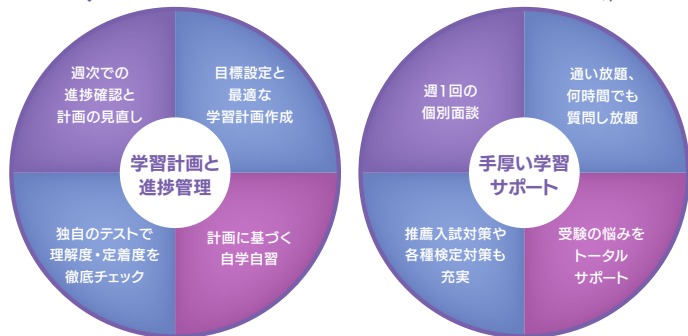 週次での
進捗確認と
計画の見直し
目標設定と
最適な
学習計画作成
学習計画と
進捗管理
独自のテストで
理解度・定着度を
徹底チェック
計画に基づく
自学自習
週1回の
個別面談
通い放題、
何時間でも
質問し放題
手厚い学習
サポート
推薦入試対策や
各種検定対策も
充実
受験の悩みを
トータル
サポート